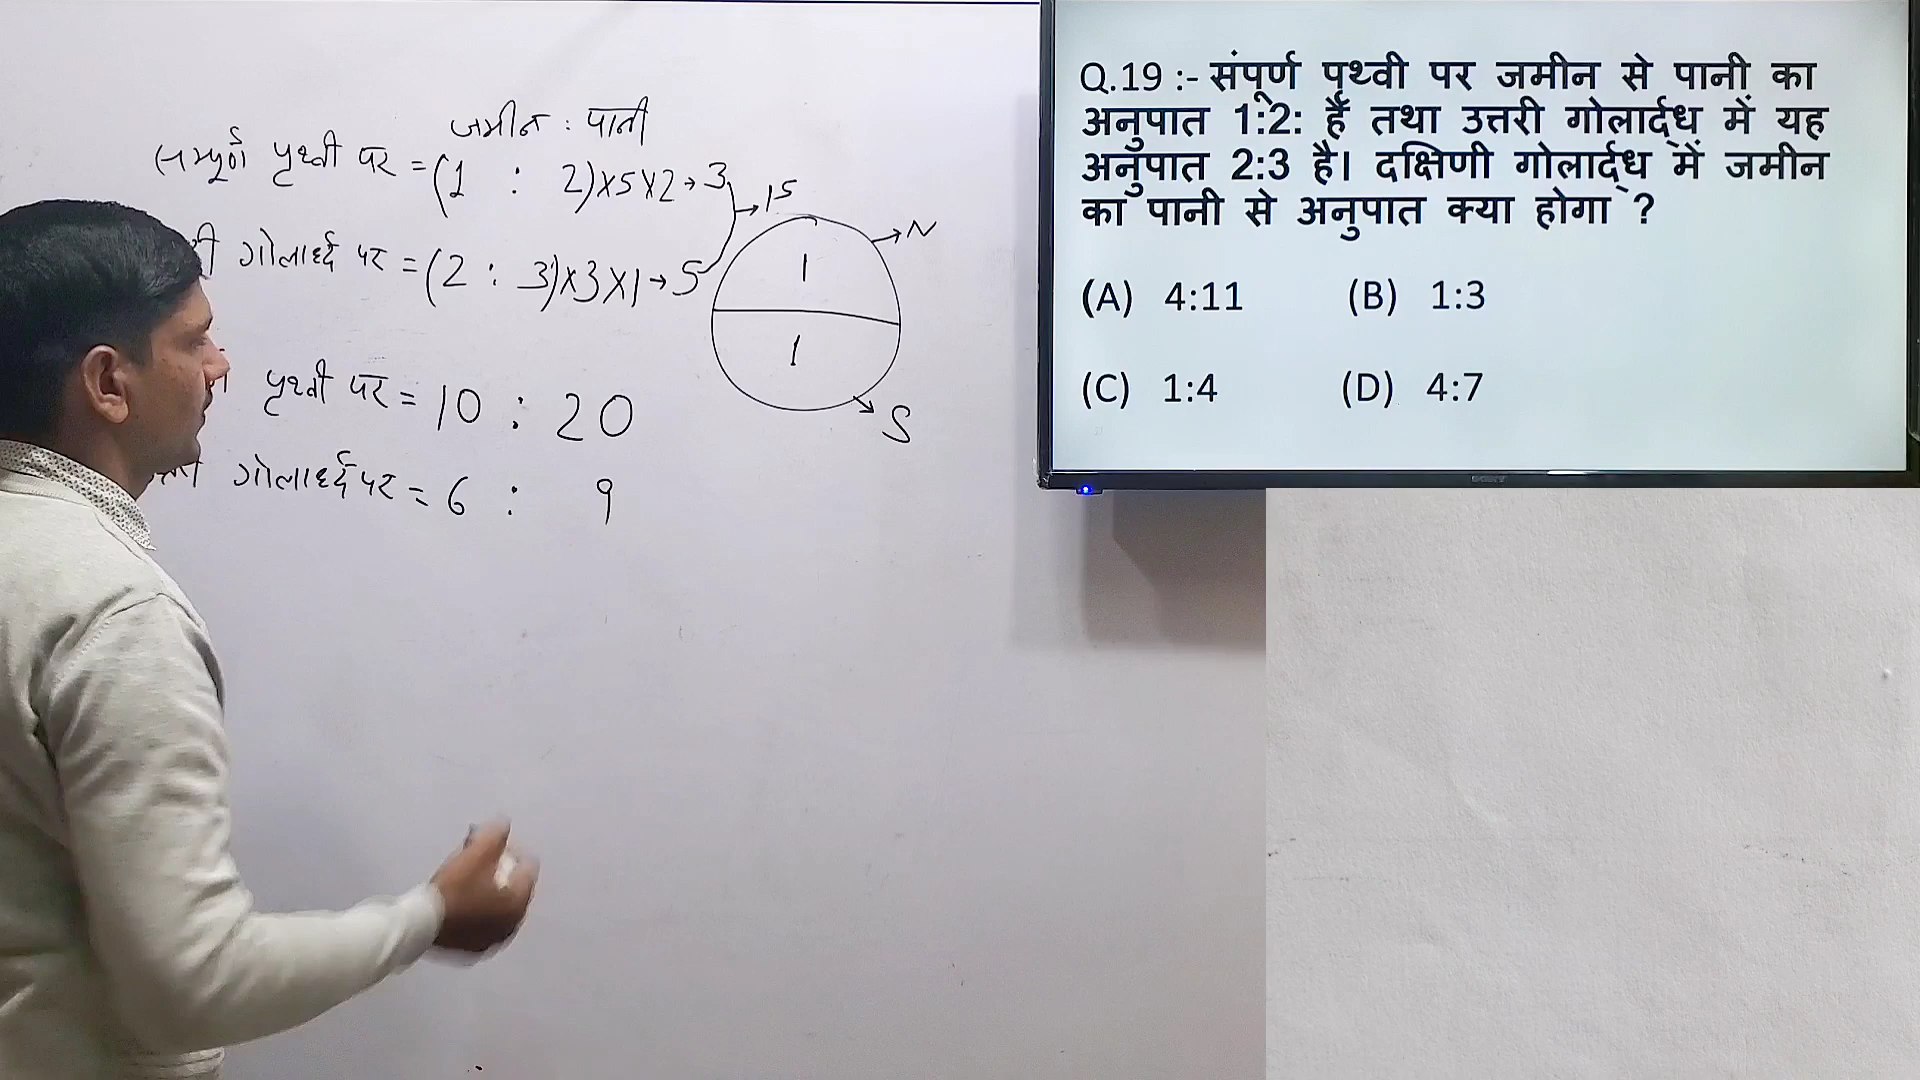 जमीन : पानी
सम्पूर्ण पृथ्वी पर = (1 : 2)×5×2→3
15
गोलार्द्ध पर = (2 : 3)×3×1→5
N
1
1
S
पृथ्वी पर = 10 : 20
गोलार्द्ध पर = 6 : 9
Q.19 :- संपूर्ण पृथ्वी पर जमीन से पानी का
अनुपात 1:2: है तथा उत्तरी गोलार्द्ध में यह
अनुपात 2:3 है। दक्षिणी गोलार्द्ध में जमीन
का पानी से अनुपात क्या होगा ?
(A) 4:11 (B) 1:3
(C) 1:4 (D) 4:7
SONY